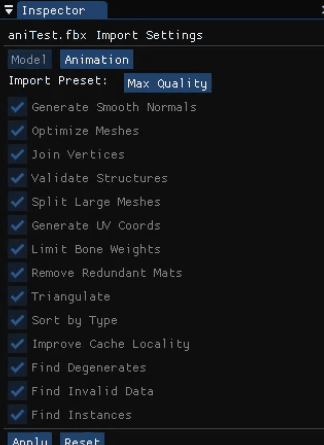 Inspector
aniTest.fbx Import Settings
Model Animation
Import Preset: Max Quality
Generate Smooth Normals
Optimize Meshes
Join Vertices
Validate Structures
Split Large Meshes
Generate UV Coords
Limit Bone Weights
Remove Redundant Mats
Triangulate
Sort by Type
Improve Cache Locality
Find Degenerates
Find Invalid Data
Find Instances
Apply Reset